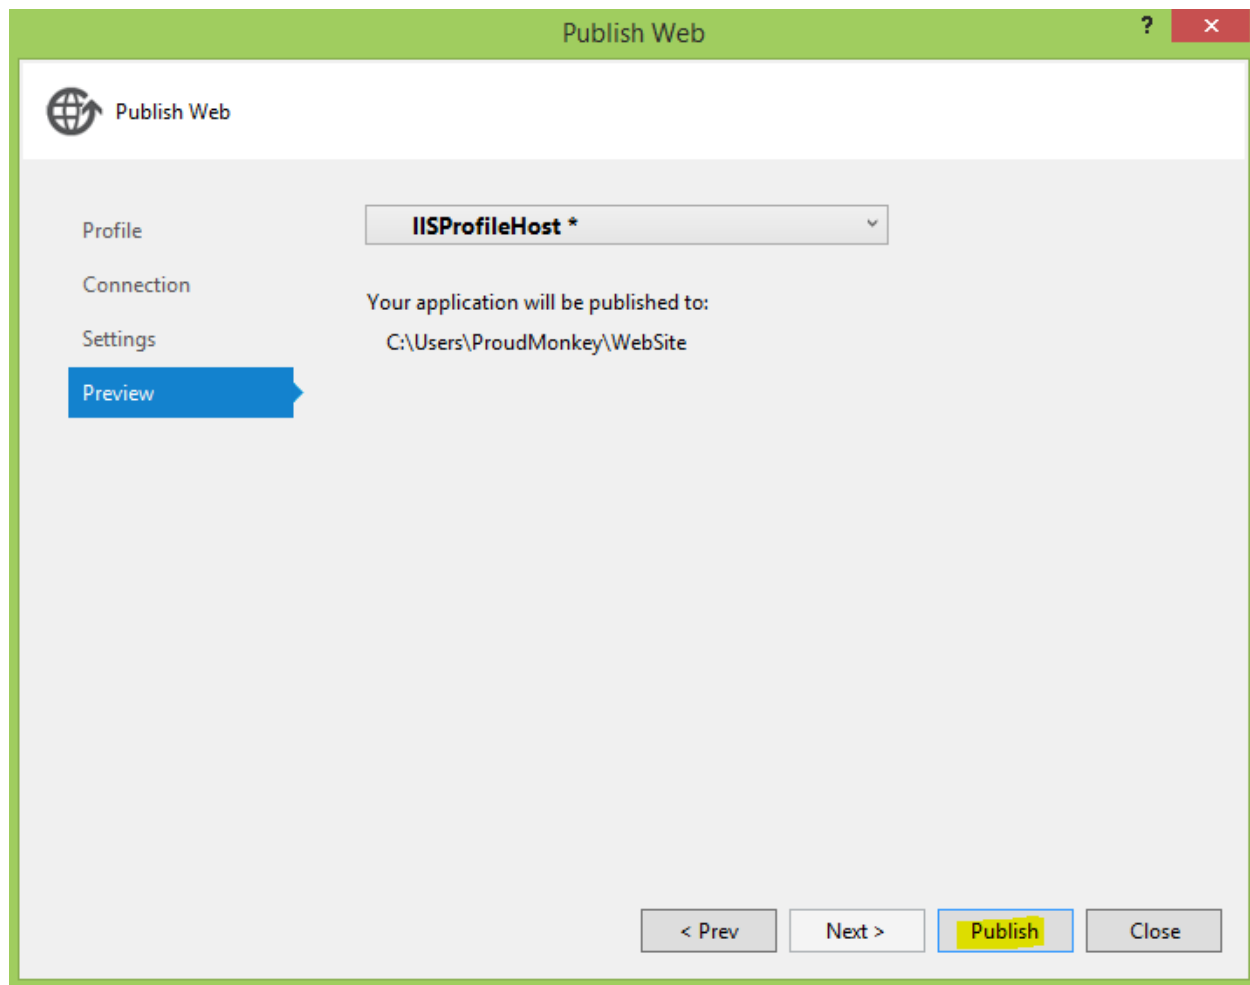 Publish Web
?
Publish Web
Profile
Connection
Settings
Preview
IISProfileHost *
Your application will be published to:
C:\Users\ProudMonkey\WebSite
< Prev
Next >
Publish
Close